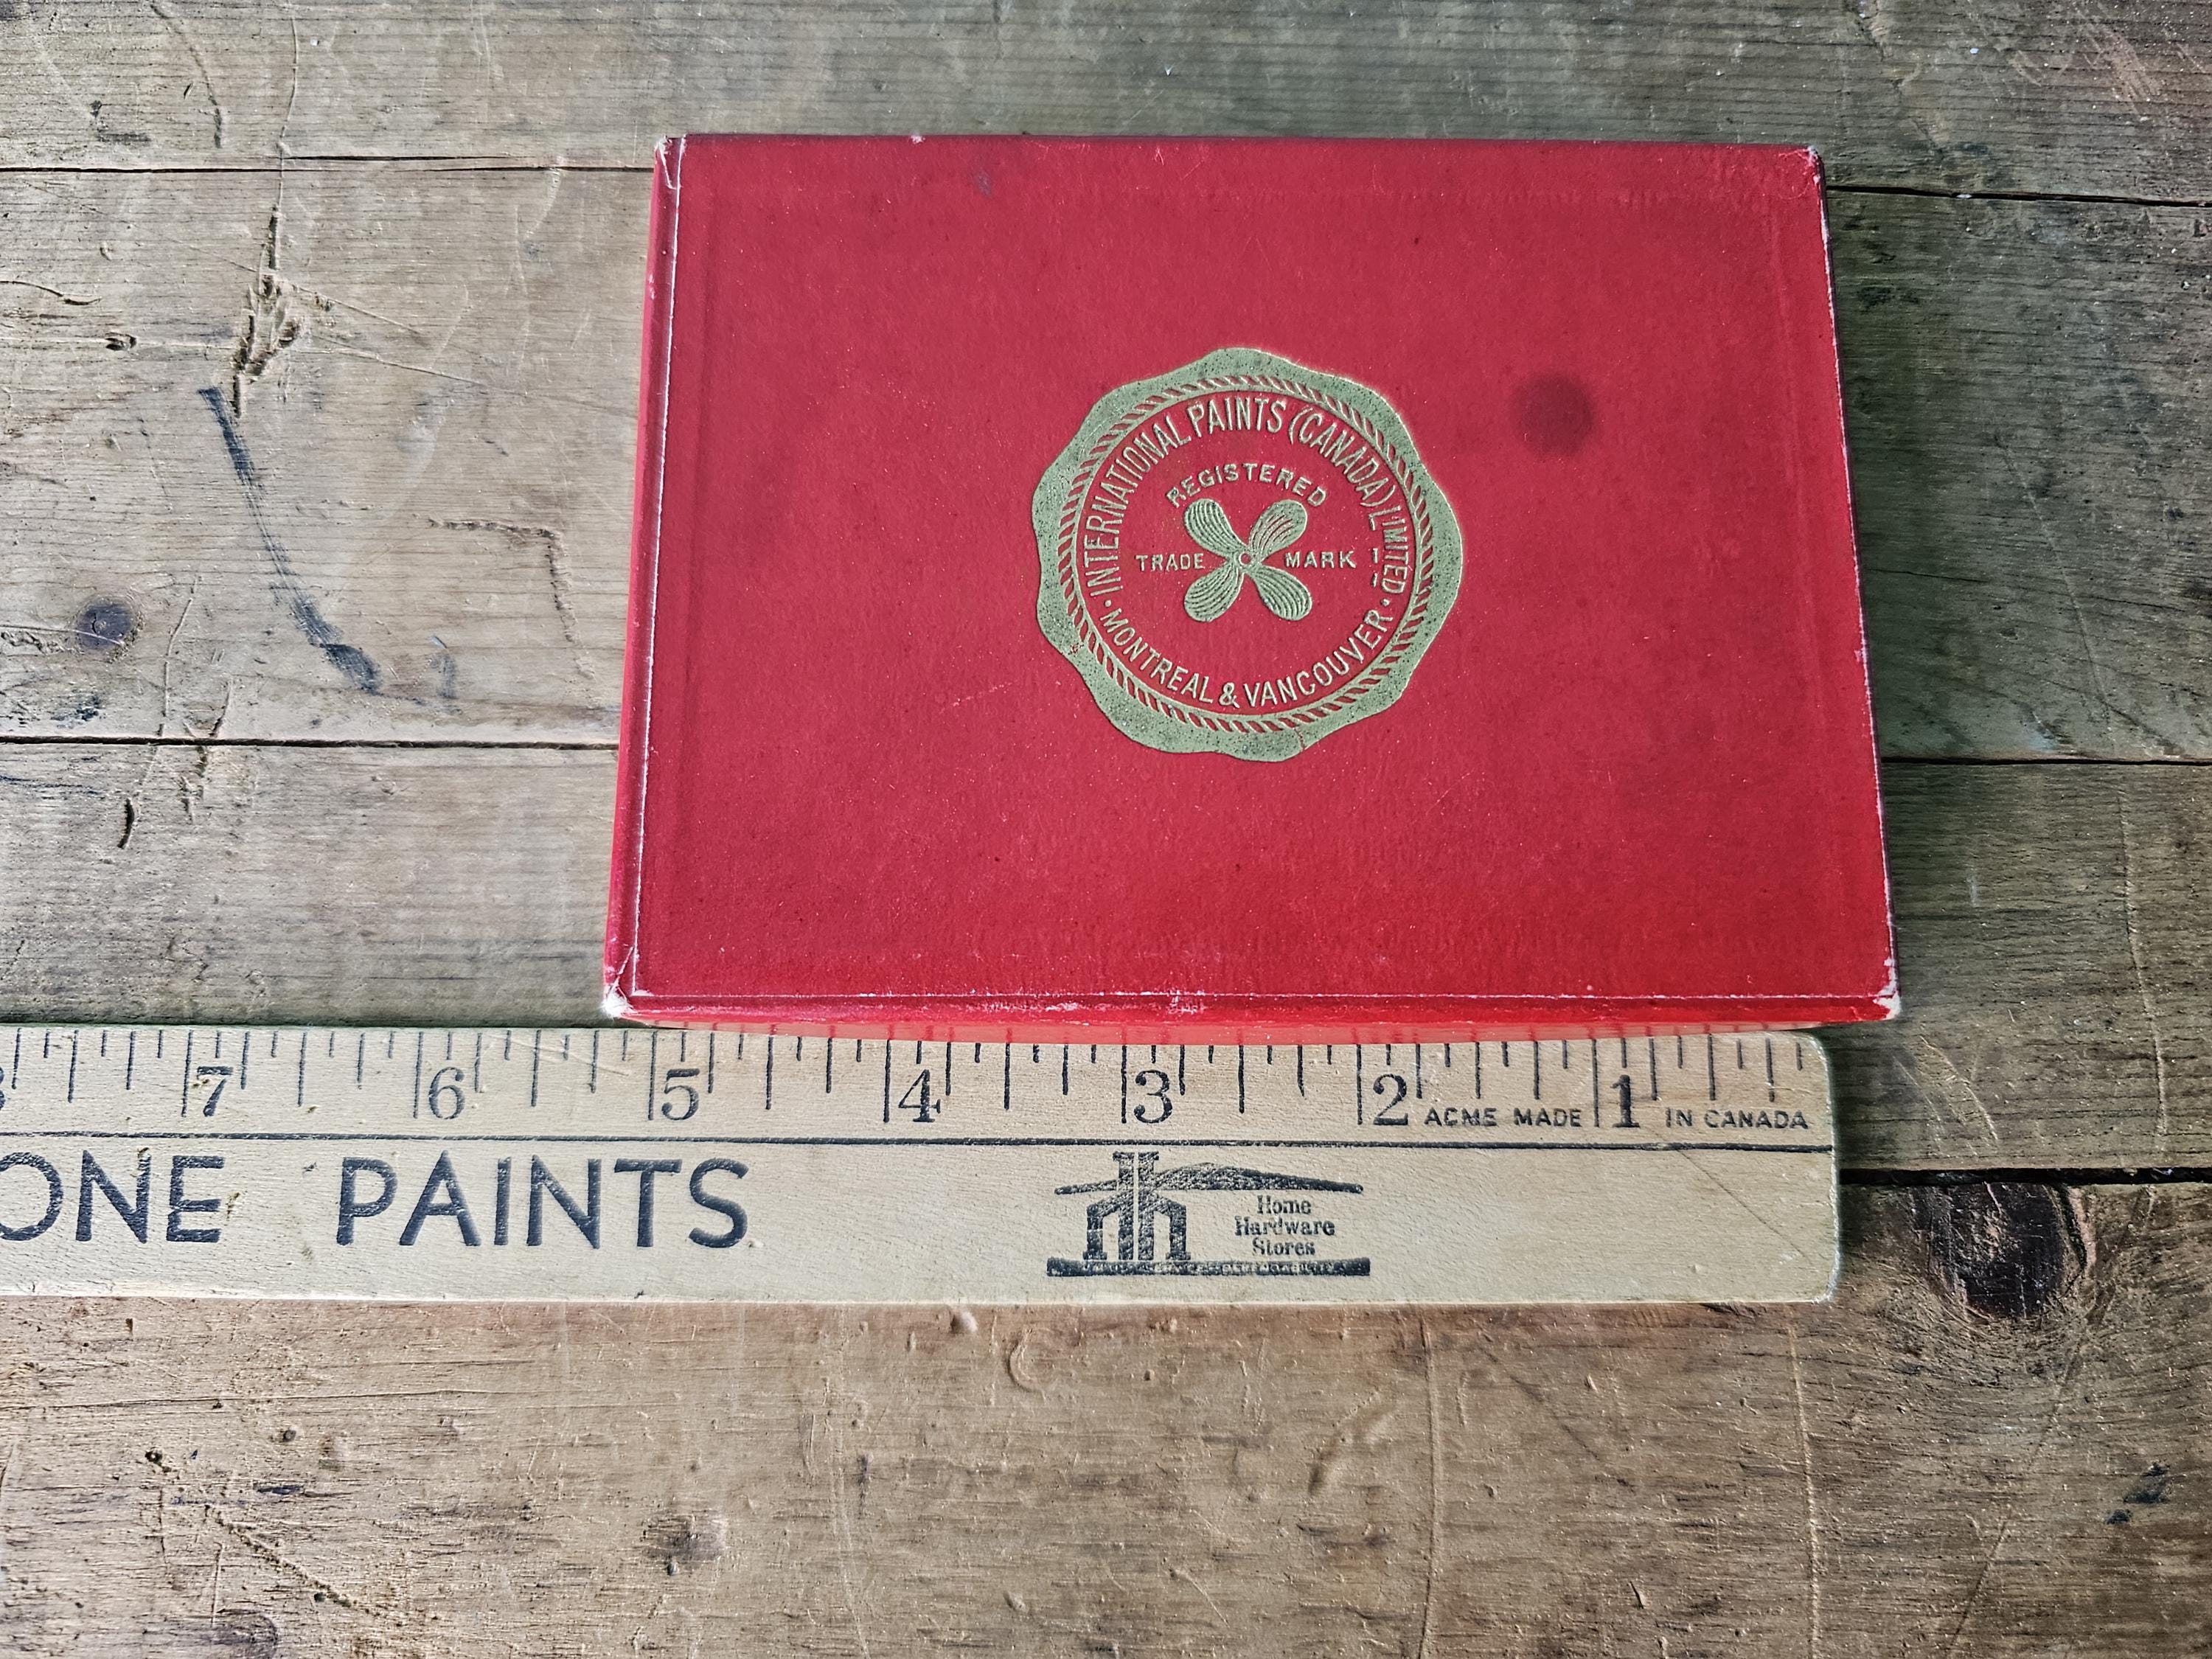 · INTERNATIONAL PAINTS (CANADA) LIMITED ·
REGISTERED
TRADE MARK
MONTREAL & VANCOUVER
7 6 5 4 3 2 1
ACME MADE IN CANADA
ONE PAINTS
Home
Hardware
Stores